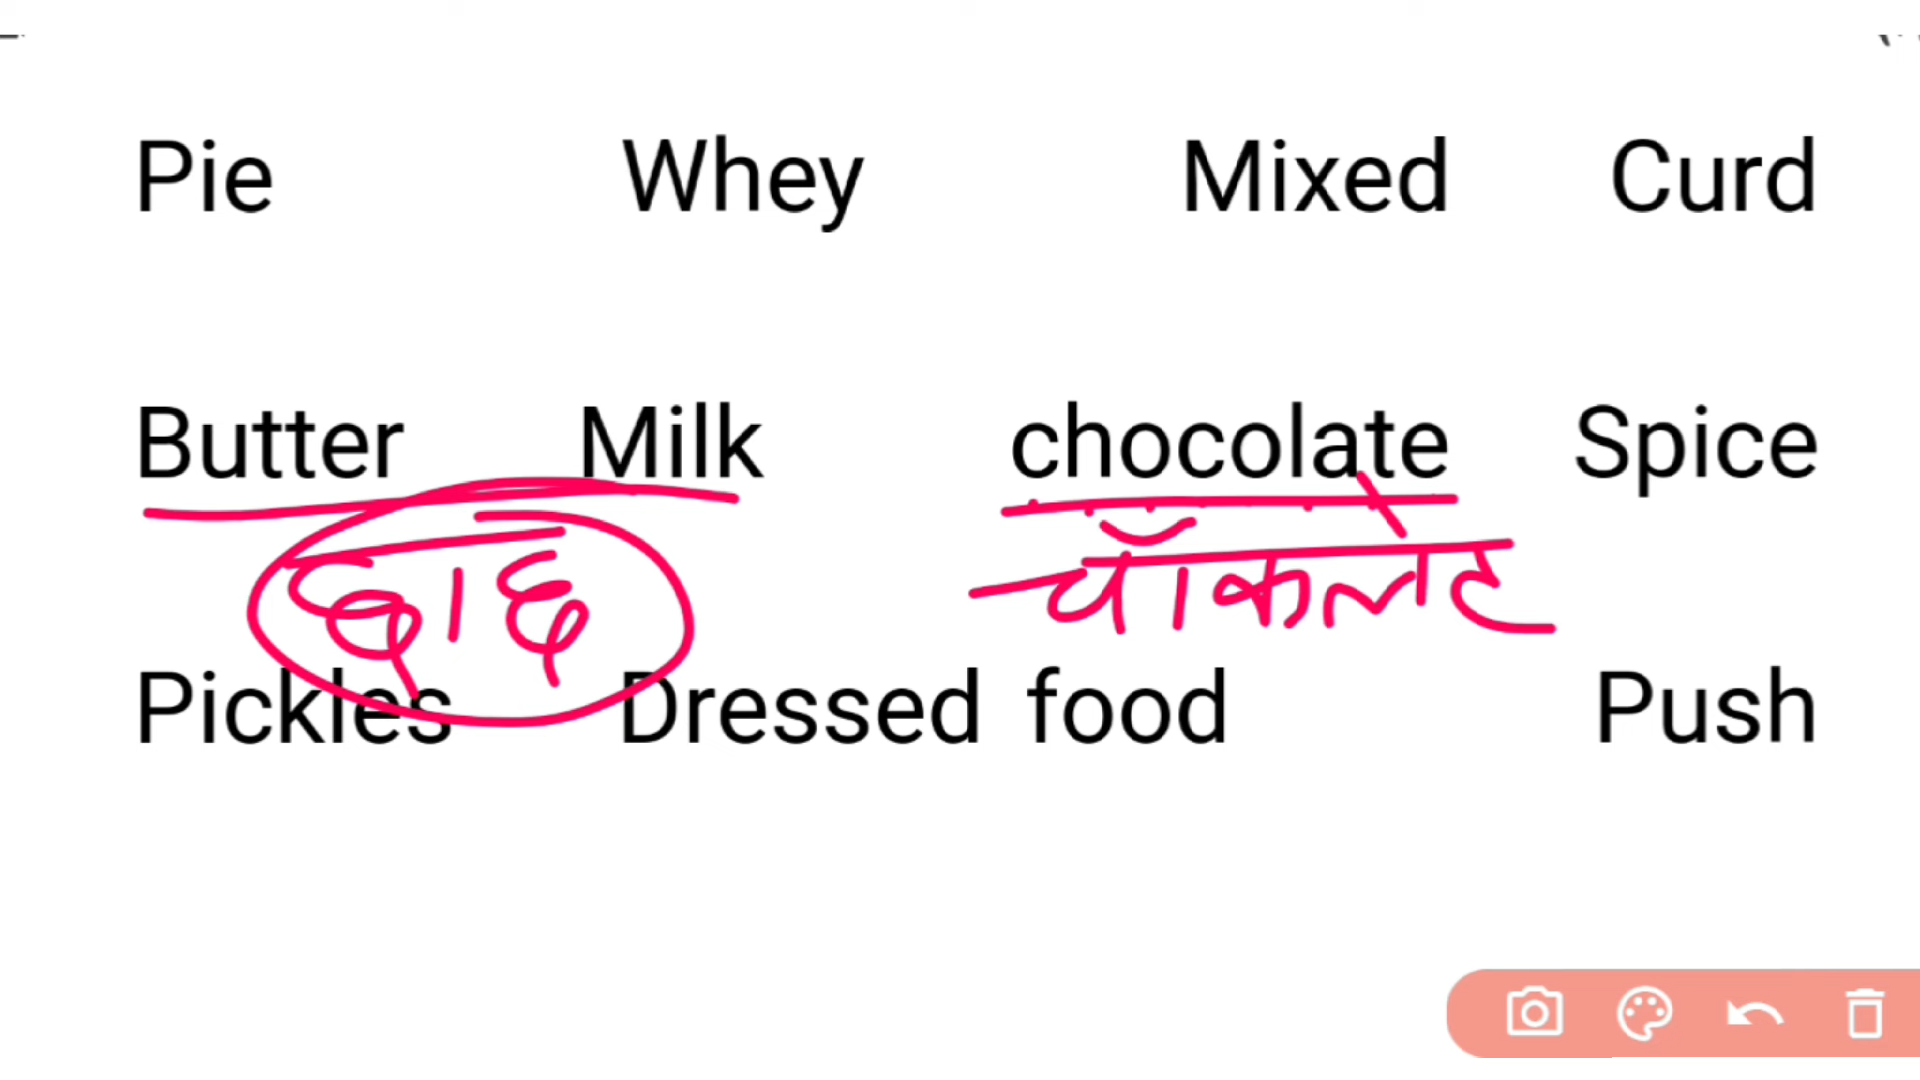 Pie Whey Mixed Curd
Butter Milk chocolate Spice
छाछ चॉकलेट
Pickles Dressed food Push